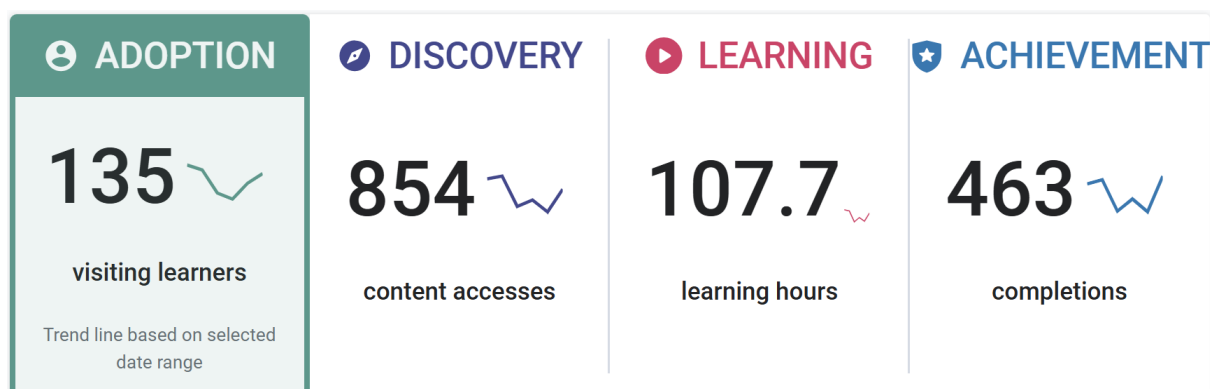 ADOPTION
135
visiting learners
Trend line based on selected
date range
DISCOVERY
854
content accesses
LEARNING
107.7
learning hours
ACHIEVEMENT
463
completions